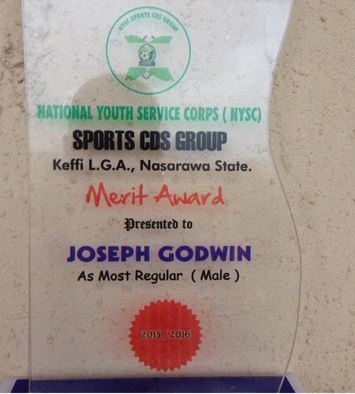 NYSC SPORTS CDS GROUP
NATIONAL YOUTH SERVICE CORPS ( NYSC)
SPORTS CDS GROUP
Keffi L.G.A., Nasarawa State.
Merit Award
Presented to
JOSEPH GODWIN
As Most Regular ( Male )
2015/2016